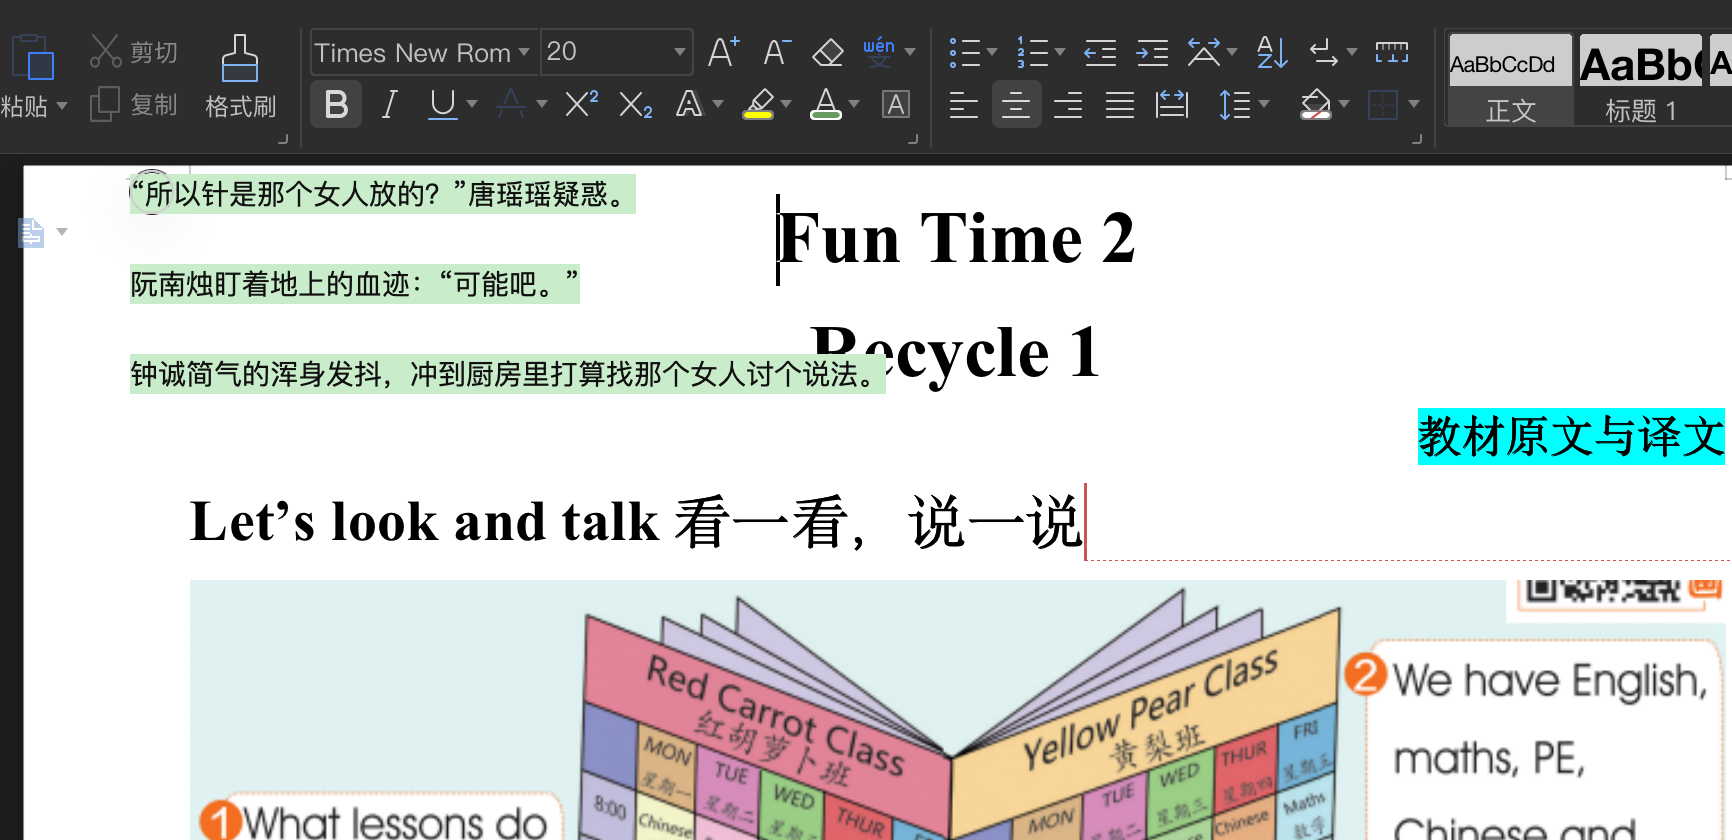 剪切
Times New Rom
20
wén
变
粘贴
复制
格式刷
AaBbCcDd
AaBb
正文
标题 1
“所以针是那个女人放的？”唐瑶瑶疑惑。
Fun Time 2
阮南烛盯着地上的血迹：“可能吧。”
Recycle 1
钟诚简气的浑身发抖，冲到厨房里打算找那个女人讨个说法。
教材原文与译文
Let’s look and talk 看一看，说一说
Red Carrot Class
红胡萝卜班
MON
星期一
TUE
星期二
WED
星期三
THUR
8:00
Chinese
Yellow Pear Class
黄梨班
MON
TUE
星期二
WED
星期三
THUR
星期四
FRI
星期五
Chinese
Maths
数学
1 What lessons do
2 We have English,
maths, PE,
Chinese and